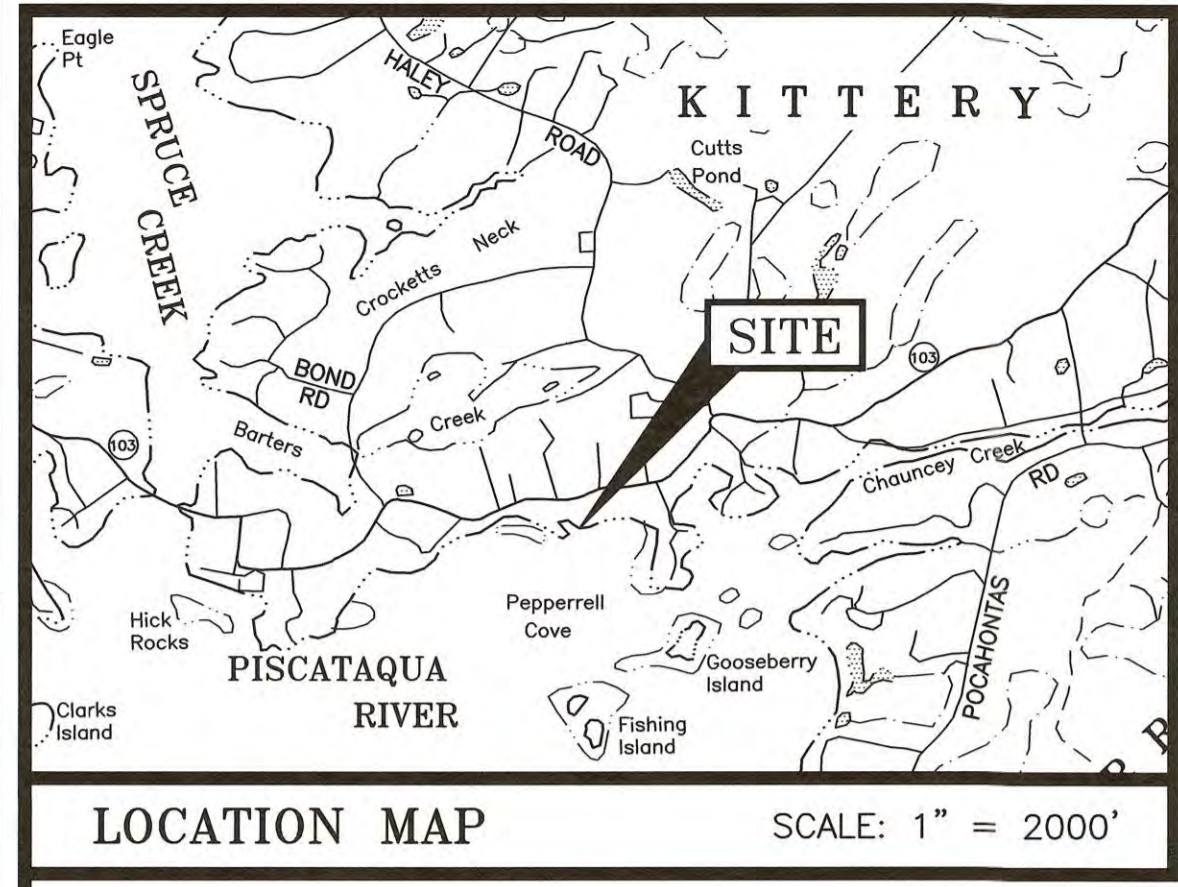 Eagle
Pt
SPRUCE
CREEK
HALEY
ROAD
KITTERY
Cutts
Pond
Crocketts Neck
SITE
103
BOND
RD
Barters Creek
103
Chauncey Creek
RD
POCAHONTAS
Hick
Rocks
Pepperrell
Cove
PISCATAQUA
RIVER
Gooseberry
Island
Clarks
Island
Fishing
Island
LOCATION MAP
SCALE: 1" = 2000'